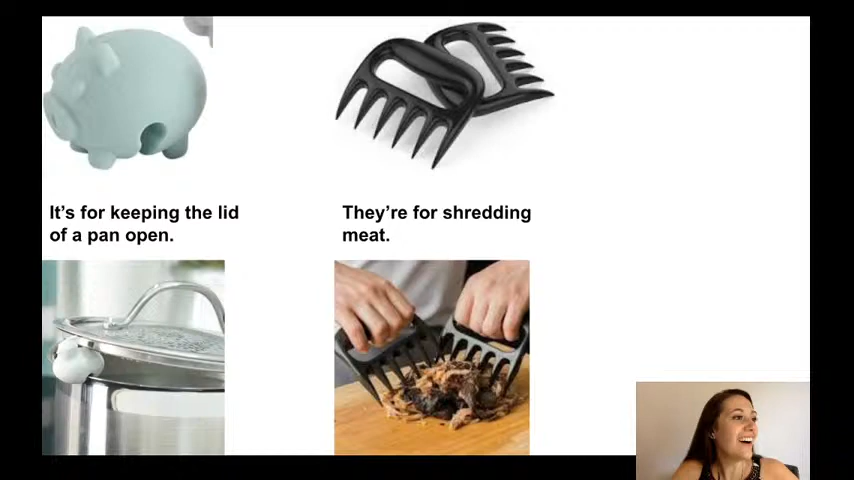 It's for keeping the lid
of a pan open.
They're for shredding
meat.